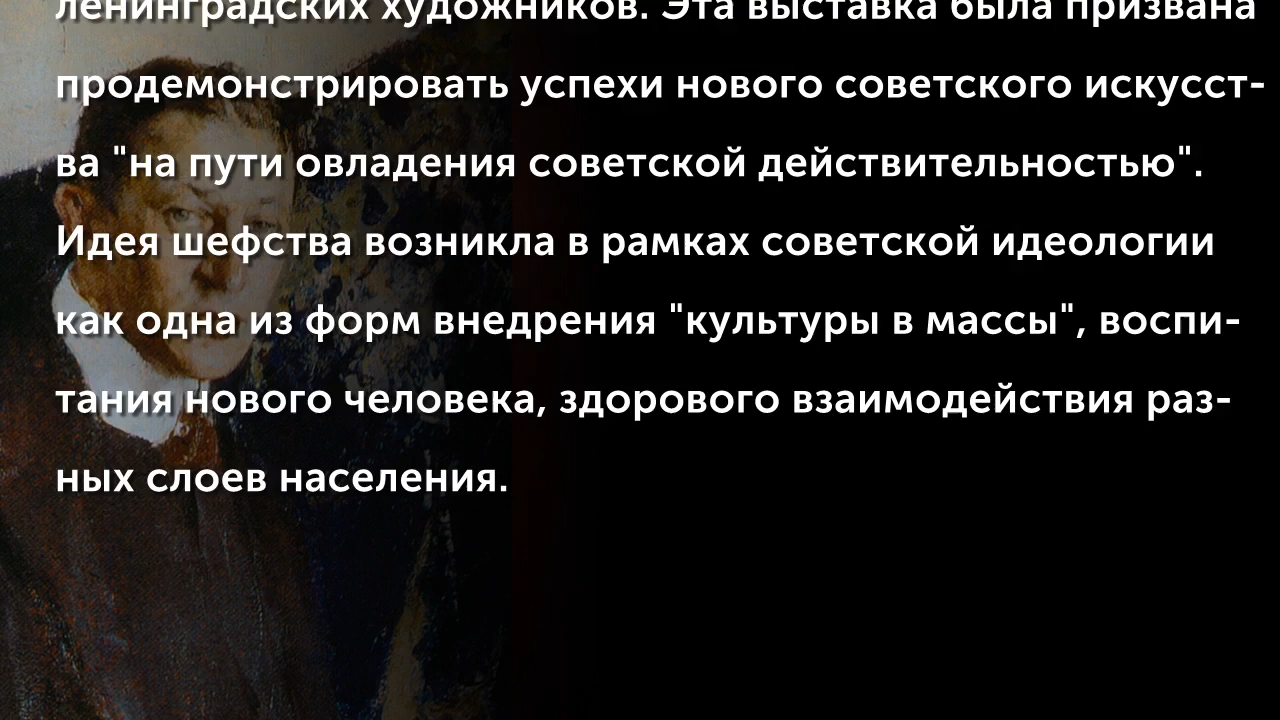 ленинградских художников. Эта выставка была призвана
продемонстрировать успехи нового советского искусст-
ва "на пути овладения советской действительностью".
Идея шефства возникла в рамках советской идеологии
как одна из форм внедрения "культуры в массы", воспи-
тания нового человека, здорового взаимодействия раз-
ных слоев населения.